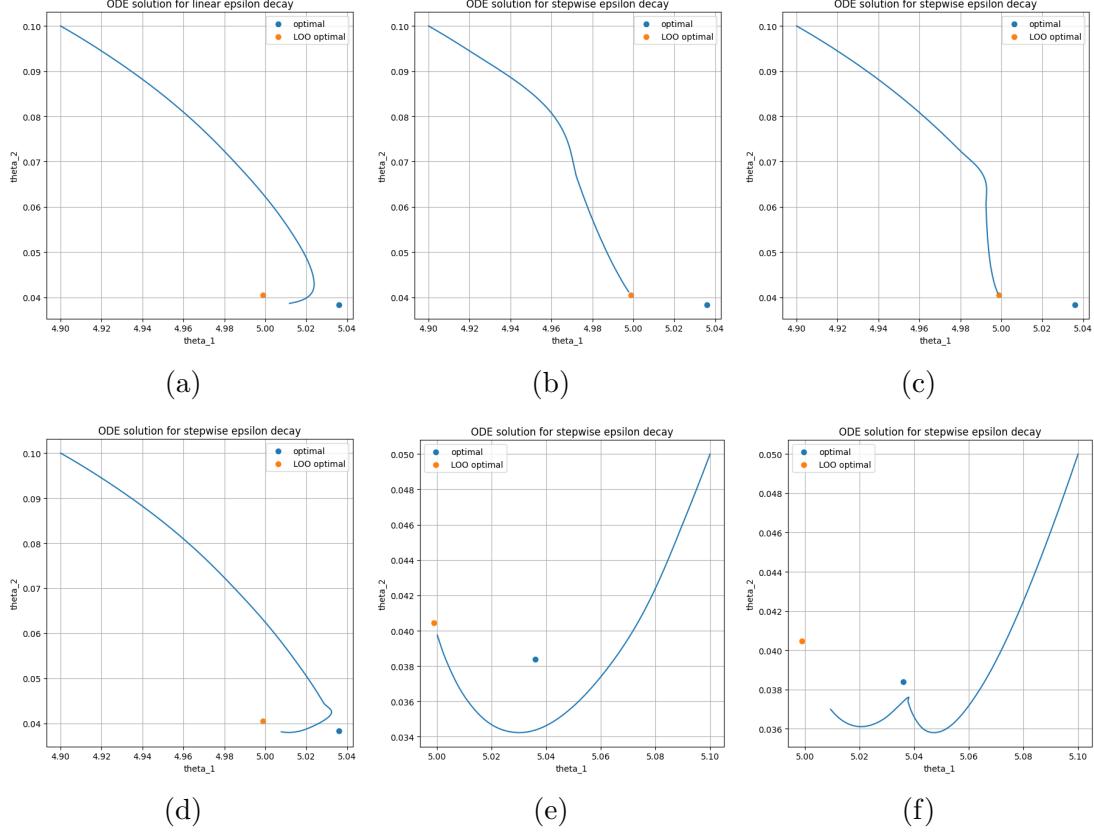 ODE solution for linear epsilon decay
optimal
LOO optimal
0.10
0.09
0.08
0.07
0.06
0.05
0.04
theta_2
4.90 4.92 4.94 4.96 4.98 5.00 5.02 5.04
theta_1
(a)
ODE solution for stepwise epsilon decay
optimal
LOO optimal
0.10
0.09
0.08
0.07
0.06
0.05
0.04
theta_2
4.90 4.92 4.94 4.96 4.98 5.00 5.02 5.04
theta_1
(b)
ODE solution for stepwise epsilon decay
optimal
LOO optimal
0.10
0.09
0.08
0.07
0.06
0.05
0.04
theta_2
4.90 4.92 4.94 4.96 4.98 5.00 5.02 5.04
theta_1
(c)
ODE solution for stepwise epsilon decay
optimal
LOO optimal
0.10
0.09
0.08
0.07
0.06
0.05
0.04
theta_2
4.90 4.92 4.94 4.96 4.98 5.00 5.02 5.04
theta_1
(d)
ODE solution for stepwise epsilon decay
optimal
LOO optimal
0.050
0.048
0.046
0.044
0.042
0.040
0.038
0.036
0.034
theta_2
5.00 5.02 5.04 5.06 5.08 5.10
theta_1
(e)
ODE solution for stepwise epsilon decay
optimal
LOO optimal
0.050
0.048
0.046
0.044
0.042
0.040
0.038
0.036
theta_2
5.00 5.02 5.04 5.06 5.08 5.10
theta_1
(f)